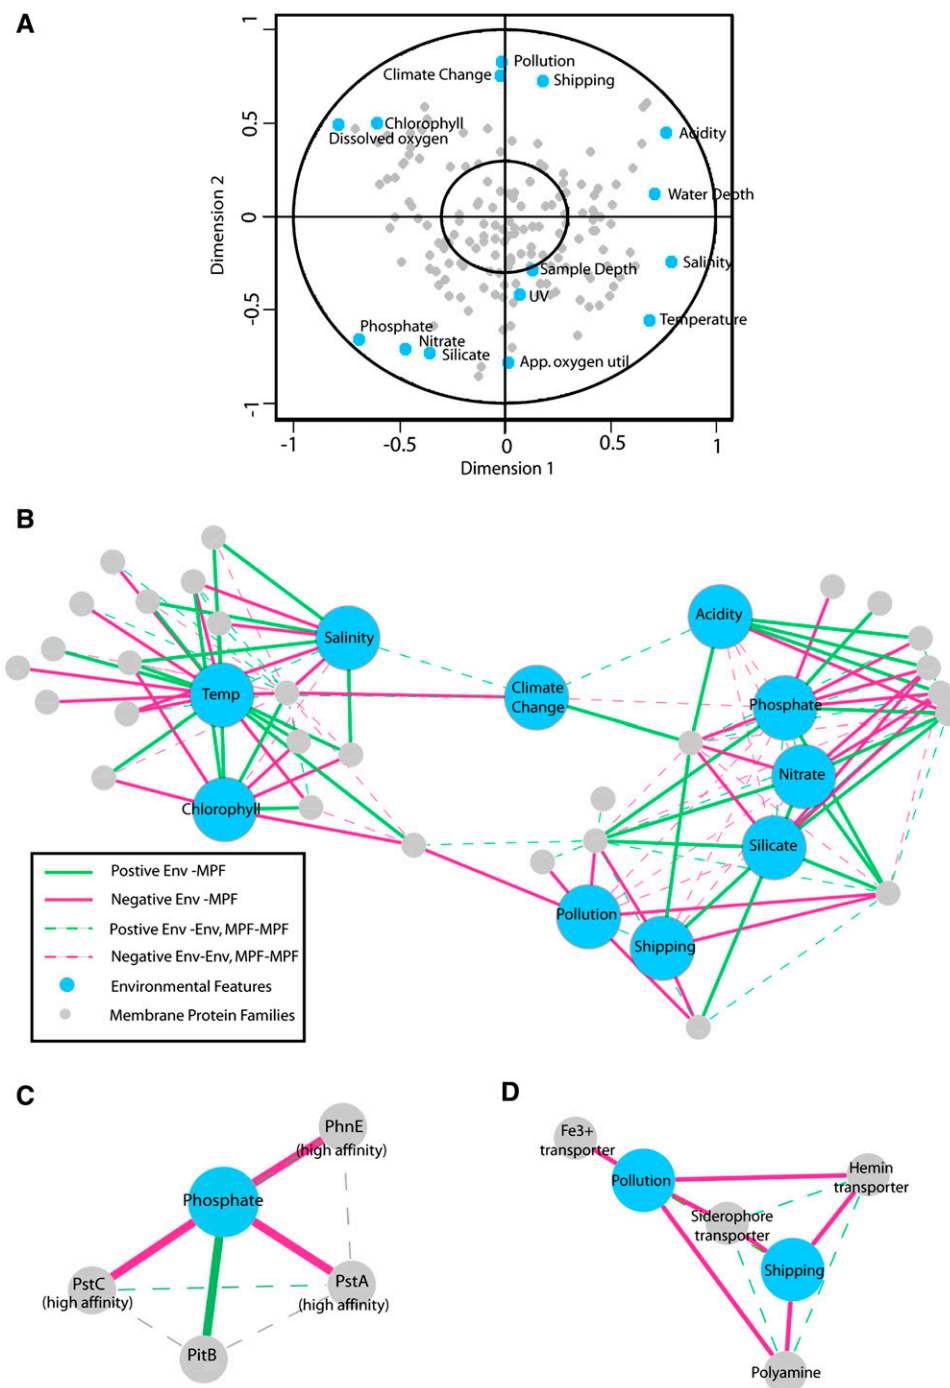 A
1
0.5
0
-0.5
-1
Dimension 2
Pollution
Climate Change
Shipping
Chlorophyll
Dissolved oxygen
Acidity
Water Depth
Salinity
Sample Depth
UV
Temperature
Phosphate
Nitrate
Silicate
App. oxygen util
-1
-0.5
0
0.5
1
Dimension 1
B
Salinity
Acidity
Temp
Climate
Change
Phosphate
Nitrate
Chlorophyll
Silicate
Pollution
Shipping
Postive Env -MPF
Negative Env -MPF
Postive Env -Env, MPF-MPF
Negative Env-Env, MPF-MPF
Environmental Features
Membrane Protein Families
C
PhnE
(high affinity)
Phosphate
PstC
(high affinity)
PstA
(high affinity)
PitB
D
Fe3+
transporter
Pollution
Hemin
transporter
Siderophore
transporter
Shipping
Polyamine